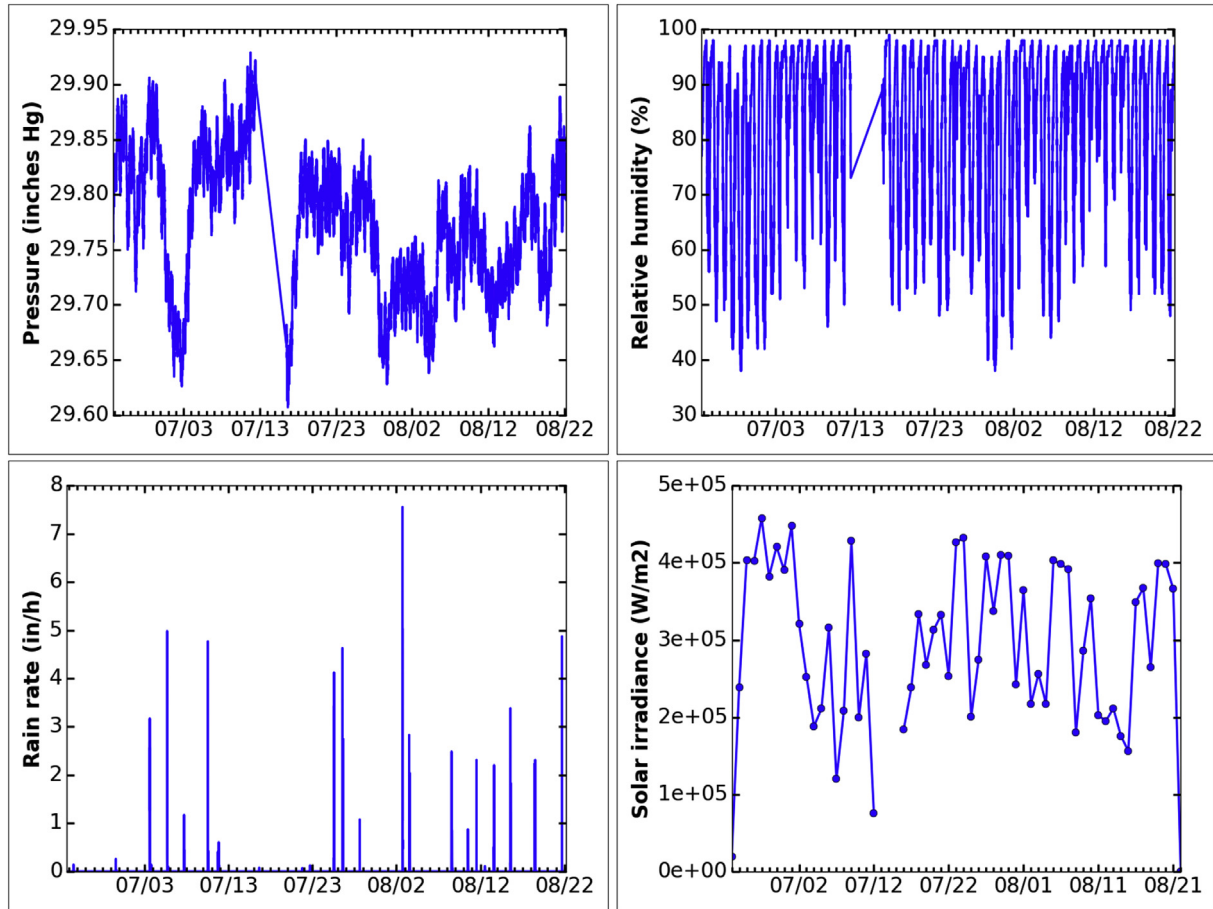 29.95
29.90
29.85
29.80
29.75
29.70
29.65
29.60
Pressure (inches Hg)
07/03 07/13 07/23 08/02 08/12 08/22
100
90
80
70
60
50
40
30
Relative humidity (%)
07/03 07/13 07/23 08/02 08/12 08/22
8
7
6
5
4
3
2
1
0
Rain rate (in/h)
07/03 07/13 07/23 08/02 08/12 08/22
5e+05
4e+05
3e+05
2e+05
1e+05
0e+00
Solar irradiance (W/m2)
07/02 07/12 07/22 08/01 08/11 08/21